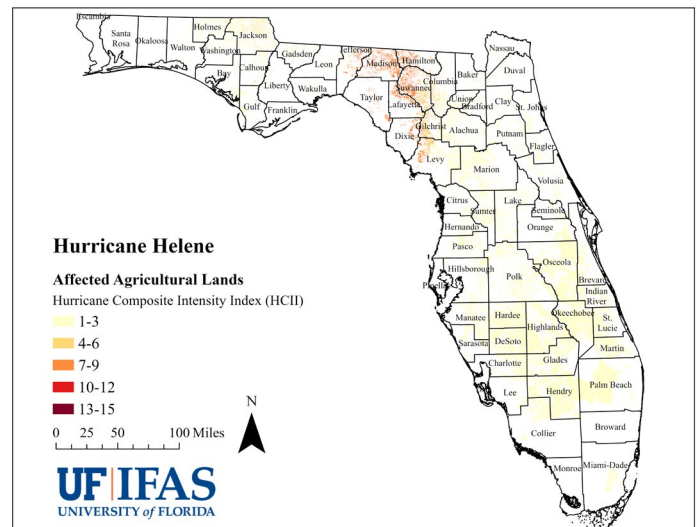 Escambia
Santa
Rosa
Okaloosa
Walton
Holmes
Washington
Jackson
Bay
Calhoun
Gulf
Liberty
Gadsden
Leon
Wakulla
Franklin
Jefferson
Madison
Hamilton
Taylor
Suwannee
Lafayette
Columbia
Baker
Nassau
Duval
Union
Bradford
Clay
St. Johns
Dixie
Gilchrist
Alachua
Putnam
Flagler
Levy
Marion
Volusia
Citrus
Sumter
Lake
Seminole
Hernando
Orange
Pasco
Hillsborough
Pinellas
Polk
Osceola
Brevard
Indian
River
Manatee
Hardee
Highlands
Okeechobee
St.
Lucie
Sarasota
DeSoto
Martin
Charlotte
Glades
Lee
Hendry
Palm Beach
Collier
Broward
Monroe
Miami-Dade
Hurricane Helene
Affected Agricultural Lands
Hurricane Composite Intensity Index (HCII)
1-3
4-6
7-9
10-12
13-15
0 25 50 100 Miles
N
UF|IFAS
UNIVERSITY of FLORIDA